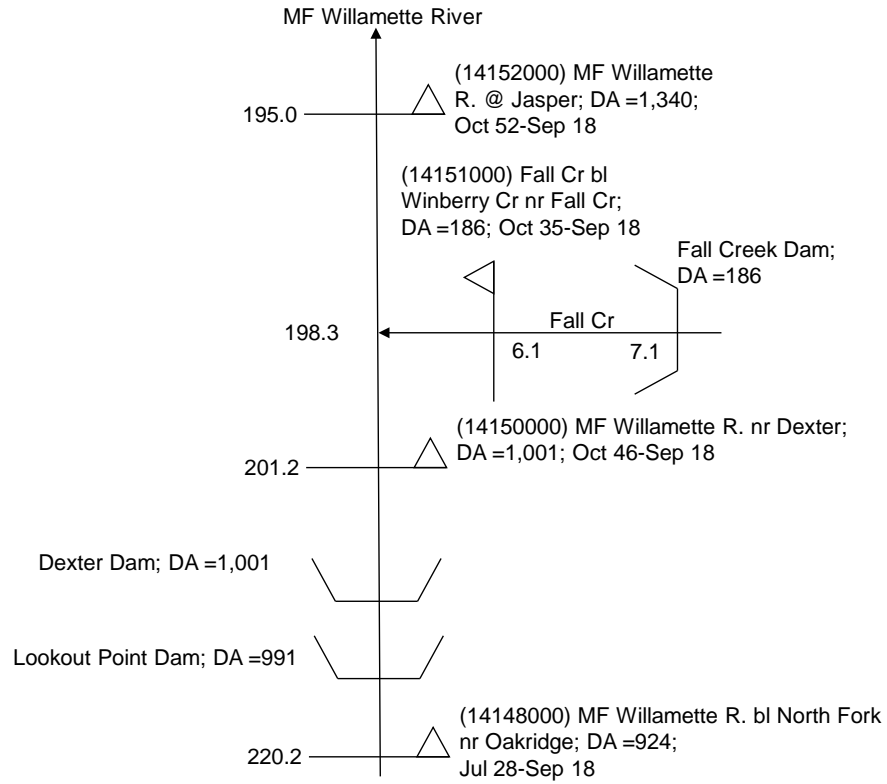 MF Willamette River
(14152000) MF Willamette
R. @ Jasper; DA =1,340;
Oct 52-Sep 18
195.0
(14151000) Fall Cr bl
Winberry Cr nr Fall Cr;
DA =186; Oct 35-Sep 18
Fall Creek Dam;
DA =186
198.3
Fall Cr
6.1
7.1
(14150000) MF Willamette R. nr Dexter;
DA =1,001; Oct 46-Sep 18
201.2
Dexter Dam; DA =1,001
Lookout Point Dam; DA =991
(14148000) MF Willamette R. bl North Fork
nr Oakridge; DA =924;
Jul 28-Sep 18
220.2